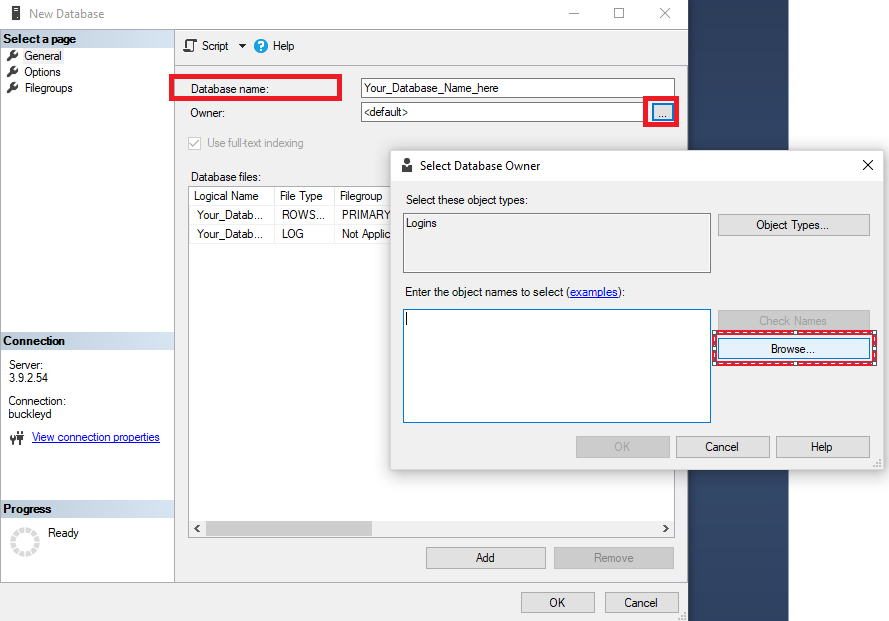 New Database
Select a page
General
Options
Filegroups
Script
Help
Database name:
Your_Database_Name_here
Owner:
<default>
...
Use full-text indexing
Database files:
Logical Name File Type Filegroup
Your_Datab... ROWS... PRIMARY
Your_Datab... LOG Not Applic
Connection
Server:
3.9.2.54
Connection:
buckleyd
View connection properties
Progress
Ready
Add
Remove
OK
Cancel
Select Database Owner
Select these object types:
Logins
Object Types...
Enter the object names to select (examples):
Check Names
Browse...
OK
Cancel
Help